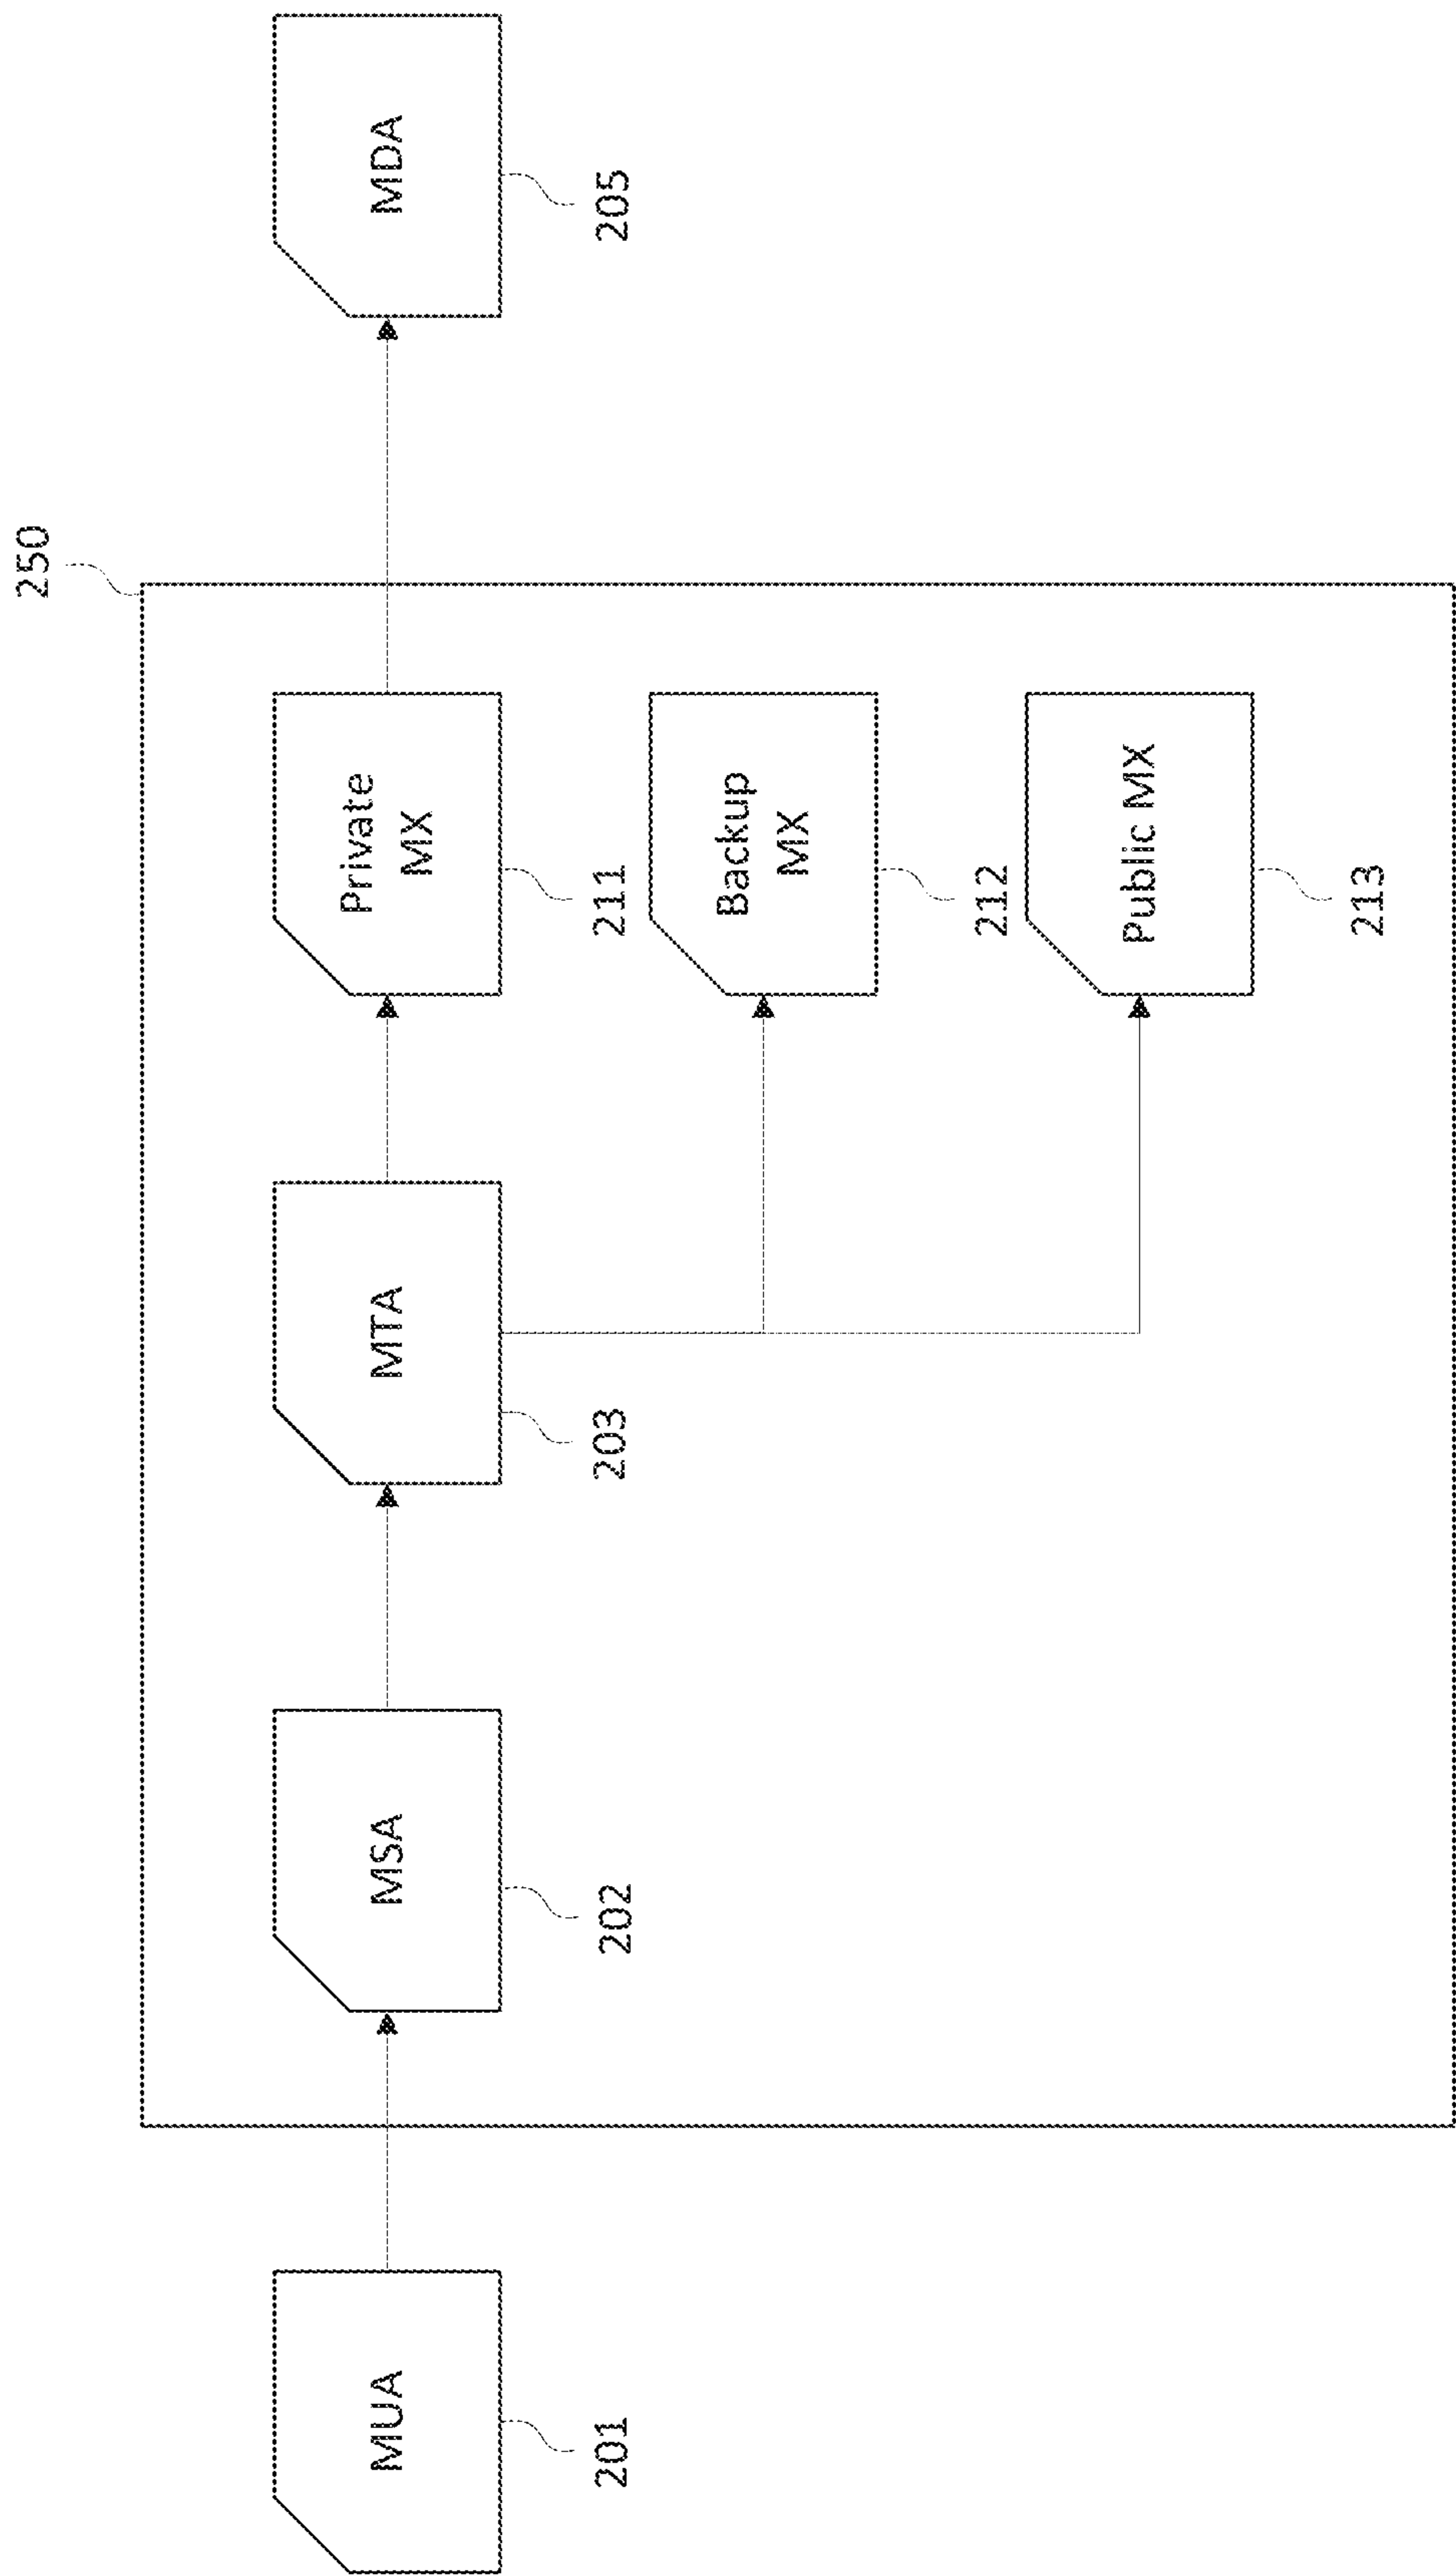 250
MUA
201
MSA
202
MTA
203
Private
MX
211
Backup
MX
212
Public MX
213
MDA
205